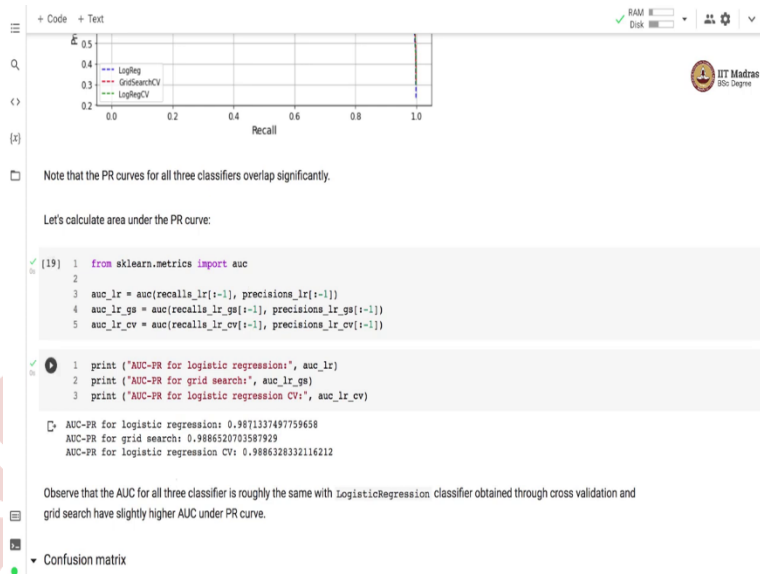 + Code + Text
RAM
Disk
IIT Madras
BSc Degree
Pr
0.5
0.4
0.3
0.2
LogReg
GridSearchCV
LogRegCV
0.0 0.2 0.4 0.6 0.8 1.0
Recall
{x}
Note that the PR curves for all three classifiers overlap significantly.
Let's calculate area under the PR curve:
[19] 1 from sklearn.metrics import auc
0s 2
3 auc_lr = auc(recalls_lr[:-1], precisions_lr[:-1])
4 auc_lr_gs = auc(recalls_lr_gs[:-1], precisions_lr_gs[:-1])
5 auc_lr_cv = auc(recalls_lr_cv[:-1], precisions_lr_cv[:-1])
1 print ("AUC-PR for logistic regression:", auc_lr)
0s 2 print ("AUC-PR for grid search:", auc_lr_gs)
3 print ("AUC-PR for logistic regression CV:", auc_lr_cv)
AUC-PR for logistic regression: 0.9871337497759658
AUC-PR for grid search: 0.9886520703587929
AUC-PR for logistic regression CV: 0.9886328332116212
Observe that the AUC for all three classifier is roughly the same with LogisticRegression classifier obtained through cross validation and
grid search have slightly higher AUC under PR curve.
Confusion matrix